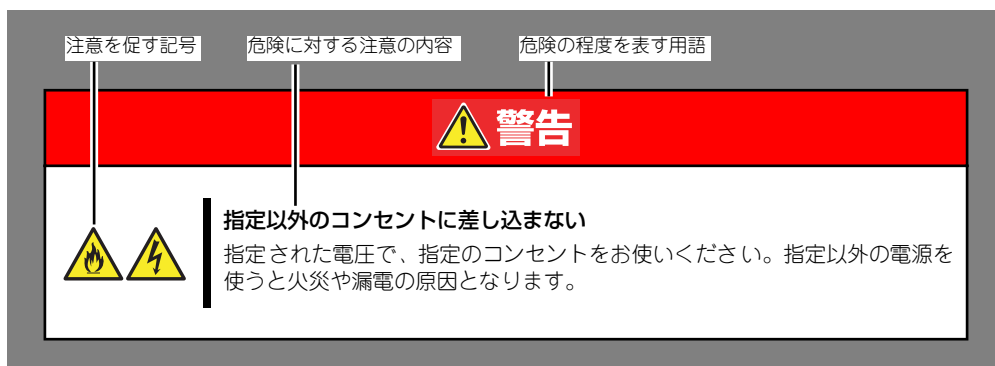 注意を促す記号
危険に対する注意の内容
危険の程度を表す用語
警告
指定以外のコンセントに差し込まない
指定された電圧で、指定のコンセントをお使いください。指定以外の電源を
使うと火災や漏電の原因となります。